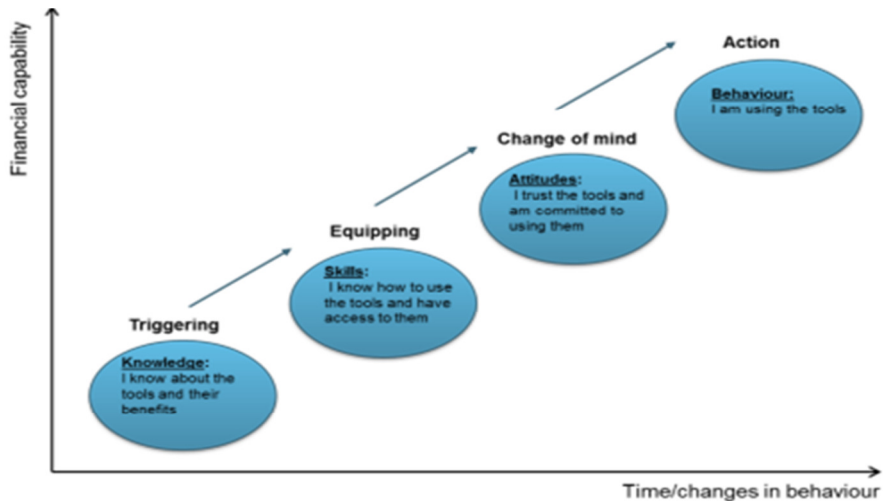 Financial capability
Action
Behaviour:
I am using the tools
Change of mind
Attitudes:
I trust the tools and
am committed to
using them
Equipping
Skills:
I know how to use
the tools and have
access to them
Triggering
Knowledge:
I know about the
tools and their
benefits
Time/changes in behaviour